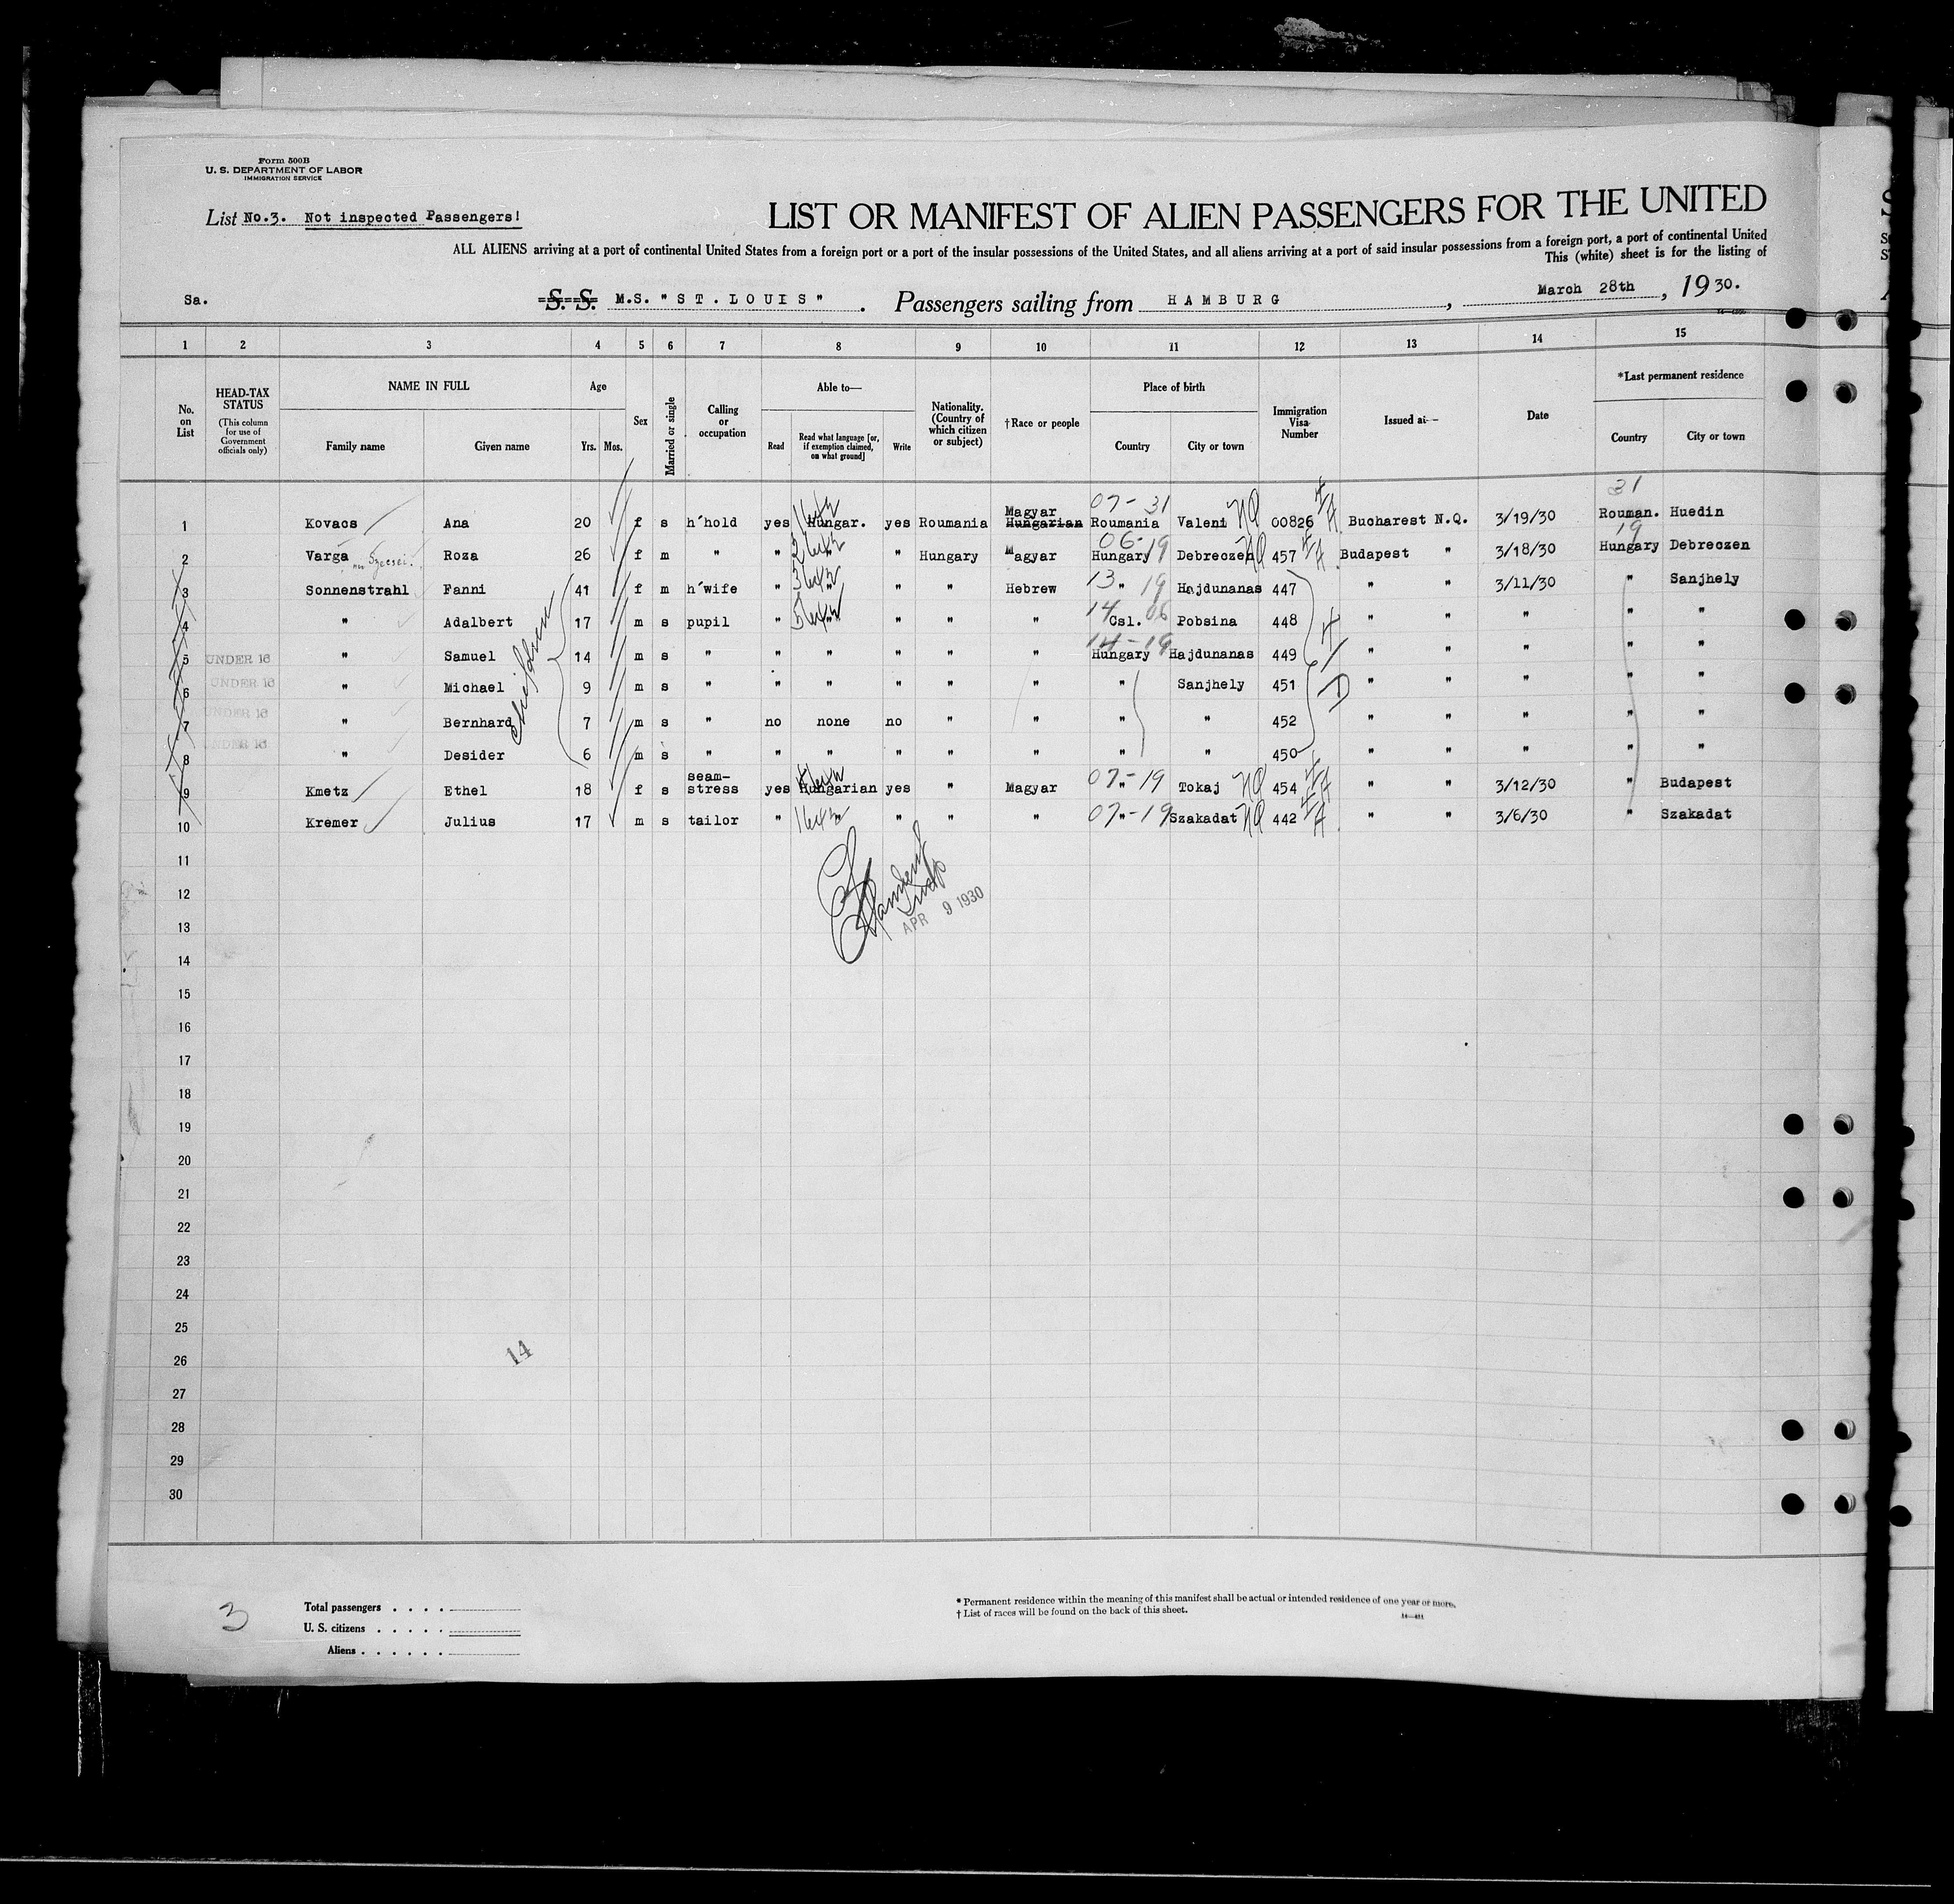 Form 500B
U. S. DEPARTMENT OF LABOR
IMMIGRATION SERVICE
List No.3. Not inspected Passengers!
LIST OR MANIFEST OF ALIEN PASSENGERS FOR THE UNITED
ALL ALIENS arriving at a port of continental United States from a foreign port or a port of the insular possessions of the United States, and all aliens arriving at a port of said insular possessions from a foreign port, a port of continental United
This (white) sheet is for the listing of
Sa. S. S. M.S. "ST.LOUIS". Passengers sailing from HAMBURG, March 28th, 1930.
1 2 3 4 5 6 7 8 9 10 11 12 13 14 15
No. on List
HEAD-TAX STATUS (This column for use of Government officials only)
NAME IN FULL Family name Given name
Age Yrs. Mos.
Sex
Married or single
Calling or occupation
Able to— Read Read what language [or, if exemption claimed, on what ground] Write
Nationality. (Country of which citizen or subject)
†Race or people
Place of birth Country City or town
Immigration Visa Number
Issued at—
Date
*Last permanent residence Country City or town
07- 31 31
Magyar
1 Kovacs Ana 20 f s h'hold yes Hungar. yes Roumania Hungarian Roumania Valeni NQ 00826 Bucharest N.Q. 3/19/30 Rouman. Huedin
06- 19 19
2 Varga Roza 26 f m " " " " Hungary Magyar Hungary Debreczen NQ 457 Budapest " 3/18/30 Hungary Debreczen
3 Sonnenstrahl Fanni 41 f m h'wife " " " " Hebrew 13 " 19 Hajdunanas 447 " " 3/11/30 " Sanjhely
4 " Adalbert 17 m s pupil " " " " " 14 Csl. 06 Pobsina 448 " " " " "
14-19
5 UNDER 16 " Samuel 14 m s " " " " " " Hungary Hajdunanas 449 " " " " "
6 UNDER 16 " Michael 9 m s " " " " " " " Sanjhely 451 " " " " "
7 UNDER 16 " Bernhard 7 m s " no none no " " " " 452 " " " " "
8 UNDER 16 " Desider 6 m s " " " " " " " " 450 " " " " "
9 Kmetz Ethel 18 f s seam-stress yes Hungarian yes " Magyar 07-19 " Tokaj NQ 454 " " 3/12/30 " Budapest
10 Kremer Julius 17 m s tailor " " " " " 07-19 " Szakadat NQ 442 " " 3/6/30 " Szakadat
11
12
APR 9 1930
13
14
15
16
17
18
19
20
21
22
23
24
25
14
26
27
28
29
30
3
Total passengers . . . .
U. S. citizens . . . . .
Aliens . . . . . .
* Permanent residence within the meaning of this manifest shall be actual or intended residence of one year or more.
† List of races will be found on the back of this sheet.